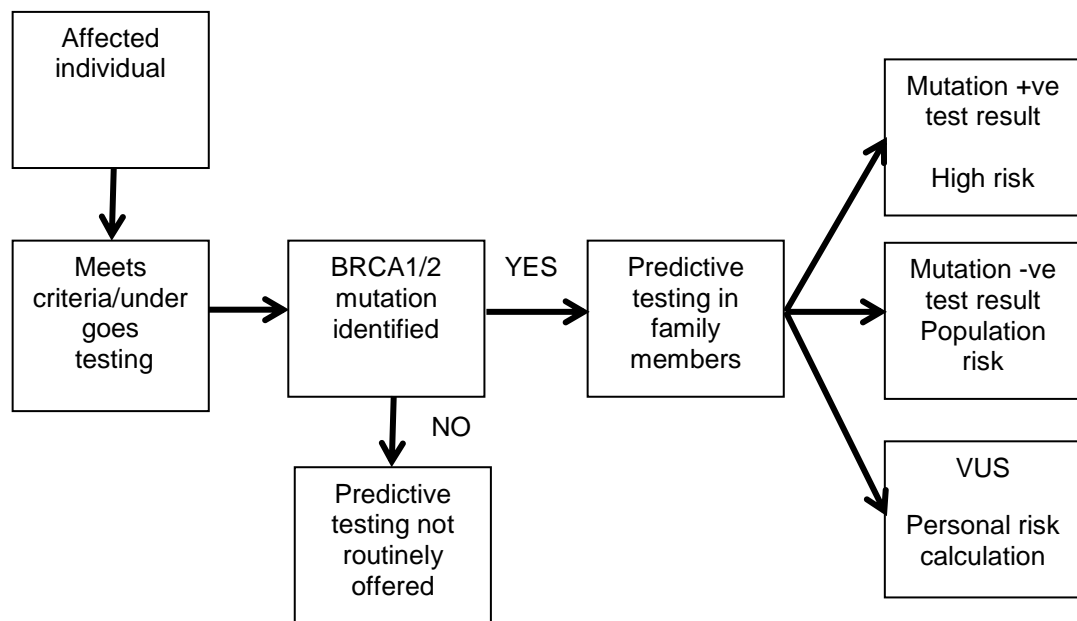 Affected
individual
Meets
criteria/under
goes
testing
BRCA1/2
mutation
identified
YES
NO
Predictive
testing not
routinely
offered
Predictive
testing in
family
members
Mutation +ve
test result
High risk
Mutation -ve
test result
Population
risk
VUS
Personal risk
calculation